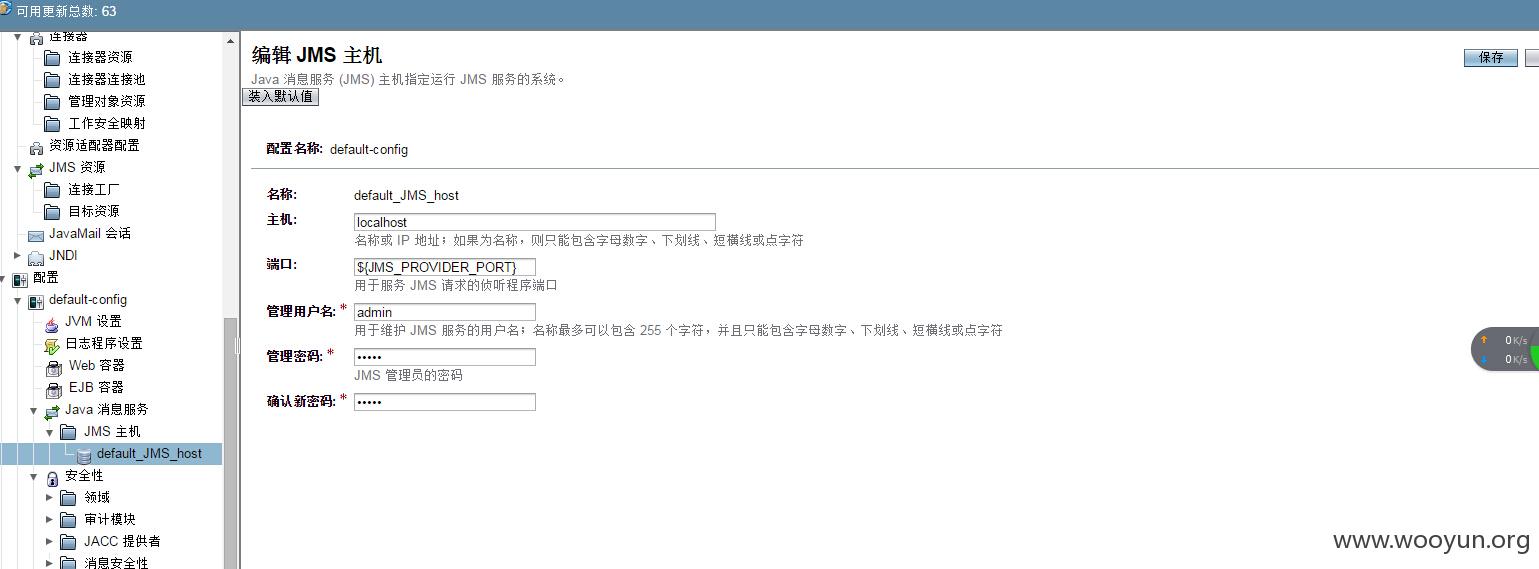 可用更新总数: 63
连接器
连接器资源
连接器连接池
管理对象资源
工作安全映射
资源适配器配置
JMS 资源
连接工厂
目标资源
JavaMail 会话
JNDI
配置
default-config
JVM 设置
日志程序设置
Web 容器
EJB 容器
Java 消息服务
JMS 主机
default_JMS_host
安全性
领域
审计模块
JACC 提供者
消息安全性
编辑 JMS 主机
保存
Java 消息服务 (JMS) 主机指定运行 JMS 服务的系统。
装入默认值
配置名称: default-config
名称: default_JMS_host
主机: localhost
名称或 IP 地址；如果为名称，则只能包含字母数字、下划线、短横线或点字符
端口: ${JMS_PROVIDER_PORT}
用于服务 JMS 请求的侦听程序端口
管理用户名: * admin
用于维护 JMS 服务的用户名；名称最多可以包含 255 个字符，并且只能包含字母数字、下划线、短横线或点字符
管理密码: * •••••
JMS 管理员的密码
确认新密码: * •••••
0K/s
0K/s
www.wooyun.org